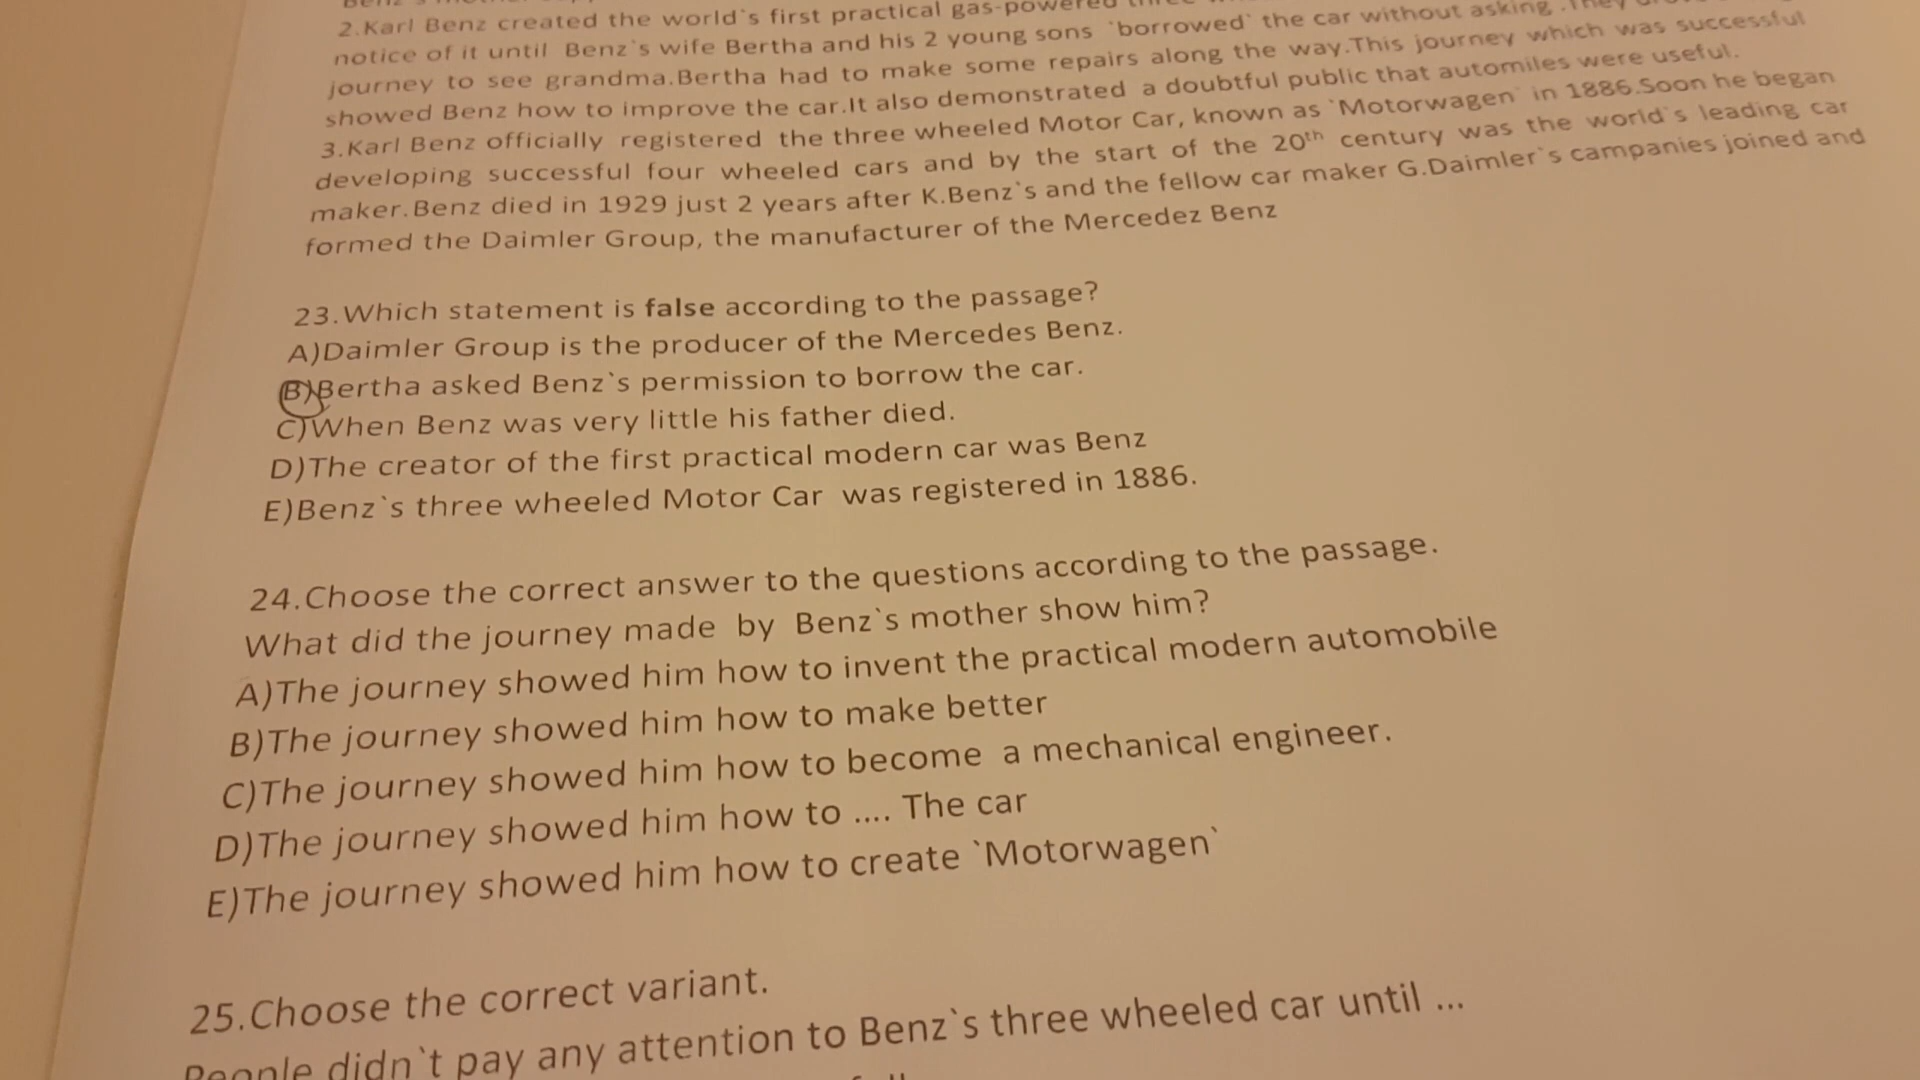 2.Karl Benz created the world`s first practical gas-powered three
notice of it until Benz`s wife Bertha and his 2 young sons `borrowed` the car without asking .They
journey to see grandma.Bertha had to make some repairs along the way.This journey which was successful
showed Benz how to improve the car.It also demonstrated a doubtful public that automiles were useful.
3.Karl Benz officially registered the three wheeled Motor Car, known as `Motorwagen` in 1886.Soon he began
developing successful four wheeled cars and by the start of the 20th century was the world`s leading car
maker.Benz died in 1929 just 2 years after K.Benz`s and the fellow car maker G.Daimler`s campanies joined and
formed the Daimler Group, the manufacturer of the Mercedez Benz
23.Which statement is false according to the passage?
A)Daimler Group is the producer of the Mercedes Benz.
B)Bertha asked Benz`s permission to borrow the car.
C)When Benz was very little his father died.
D)The creator of the first practical modern car was Benz
E)Benz`s three wheeled Motor Car was registered in 1886.
24.Choose the correct answer to the questions according to the passage.
What did the journey made by Benz`s mother show him?
A)The journey showed him how to invent the practical modern automobile
B)The journey showed him how to make better
C)The journey showed him how to become a mechanical engineer.
D)The journey showed him how to .... The car
E)The journey showed him how to create `Motorwagen`
25.Choose the correct variant.
People didn`t pay any attention to Benz`s three wheeled car until ...